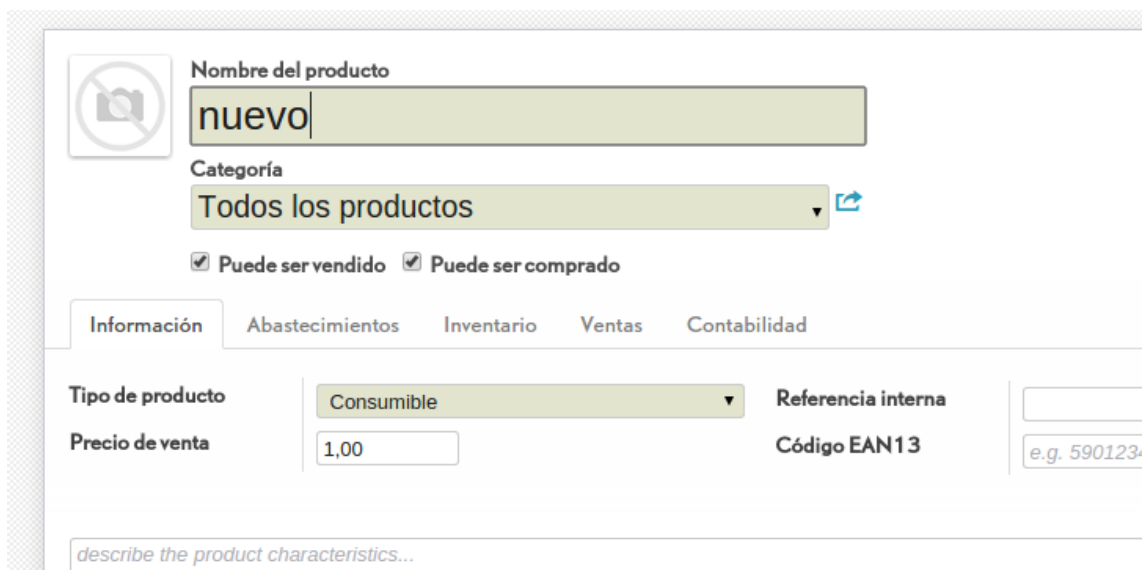 Nombre del producto
nuevo
Categoría
Todos los productos
Puede ser vendido Puede ser comprado
Información Abastecimientos Inventario Ventas Contabilidad
Tipo de producto Consumible Referencia interna
Precio de venta 1,00 Código EAN13 e.g. 5901234
describe the product characteristics...